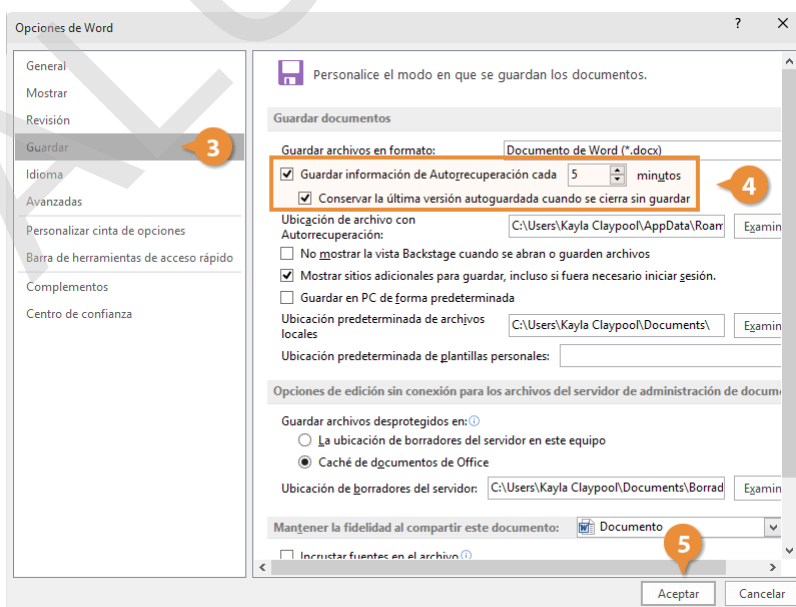 Opciones de Word
? X
General
Mostrar
Revisión
Guardar
3
Idioma
Avanzadas
Personalizar cinta de opciones
Barra de herramientas de acceso rápido
Complementos
Centro de confianza
Personalice el modo en que se guardan los documentos.
Guardar documentos
Guardar archivos en formato: Documento de Word (*.docx)
Guardar información de Autorrecuperación cada 5 minutos
4
Conservar la última versión autoguardada cuando se cierra sin guardar
Ubicación de archivo con
Autorrecuperación: C:\Users\Kayla Claypool\AppData\Roam Examin
No mostrar la vista Backstage cuando se abran o guarden archivos
Mostrar sitios adicionales para guardar, incluso si fuera necesario iniciar sesión.
Guardar en PC de forma predeterminada
Ubicación predeterminada de archivos
locales C:\Users\Kayla Claypool\Documents\ Examin
Ubicación predeterminada de plantillas personales:
Opciones de edición sin conexión para los archivos del servidor de administración de docum
Guardar archivos desprotegidos en:
La ubicación de borradores del servidor en este equipo
Caché de documentos de Office
Ubicación de borradores del servidor: C:\Users\Kayla Claypool\Documents\Borrad Examin
Mantener la fidelidad al compartir este documento: Documento
5
Incrustar fuentes en el archivo
Aceptar Cancelar